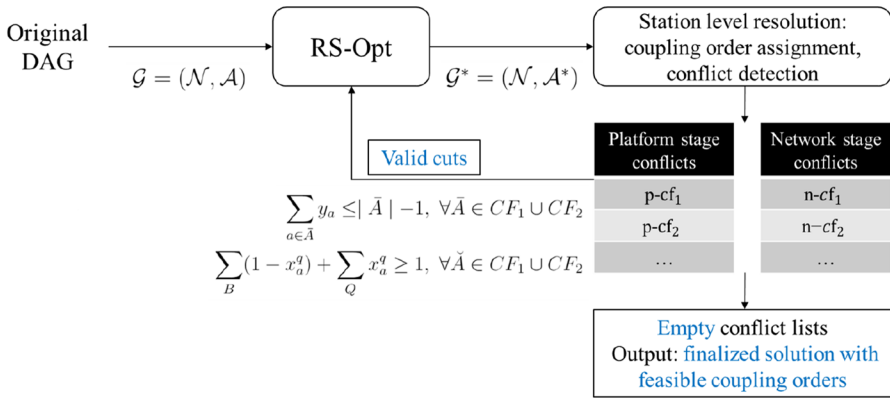 Original
DAG
𝒢 = (𝒩, 𝒜)
RS-Opt
𝒢* = (𝒩, 𝒜*)
Station level resolution:
coupling order assignment,
conflict detection
Valid cuts
∑_{a∈Ā} y_a ≤| Ā | −1, ∀Ā ∈ CF₁ ∪ CF₂
∑_B (1 − x_a^q) + ∑_Q x_a^q ≥ 1, ∀Ă ∈ CF₁ ∪ CF₂
Platform stage
conflicts
p-cf₁
p-cf₂
…
Network stage
conflicts
n-cf₁
n−cf₂
…
Empty conflict lists
Output: finalized solution with
feasible coupling orders